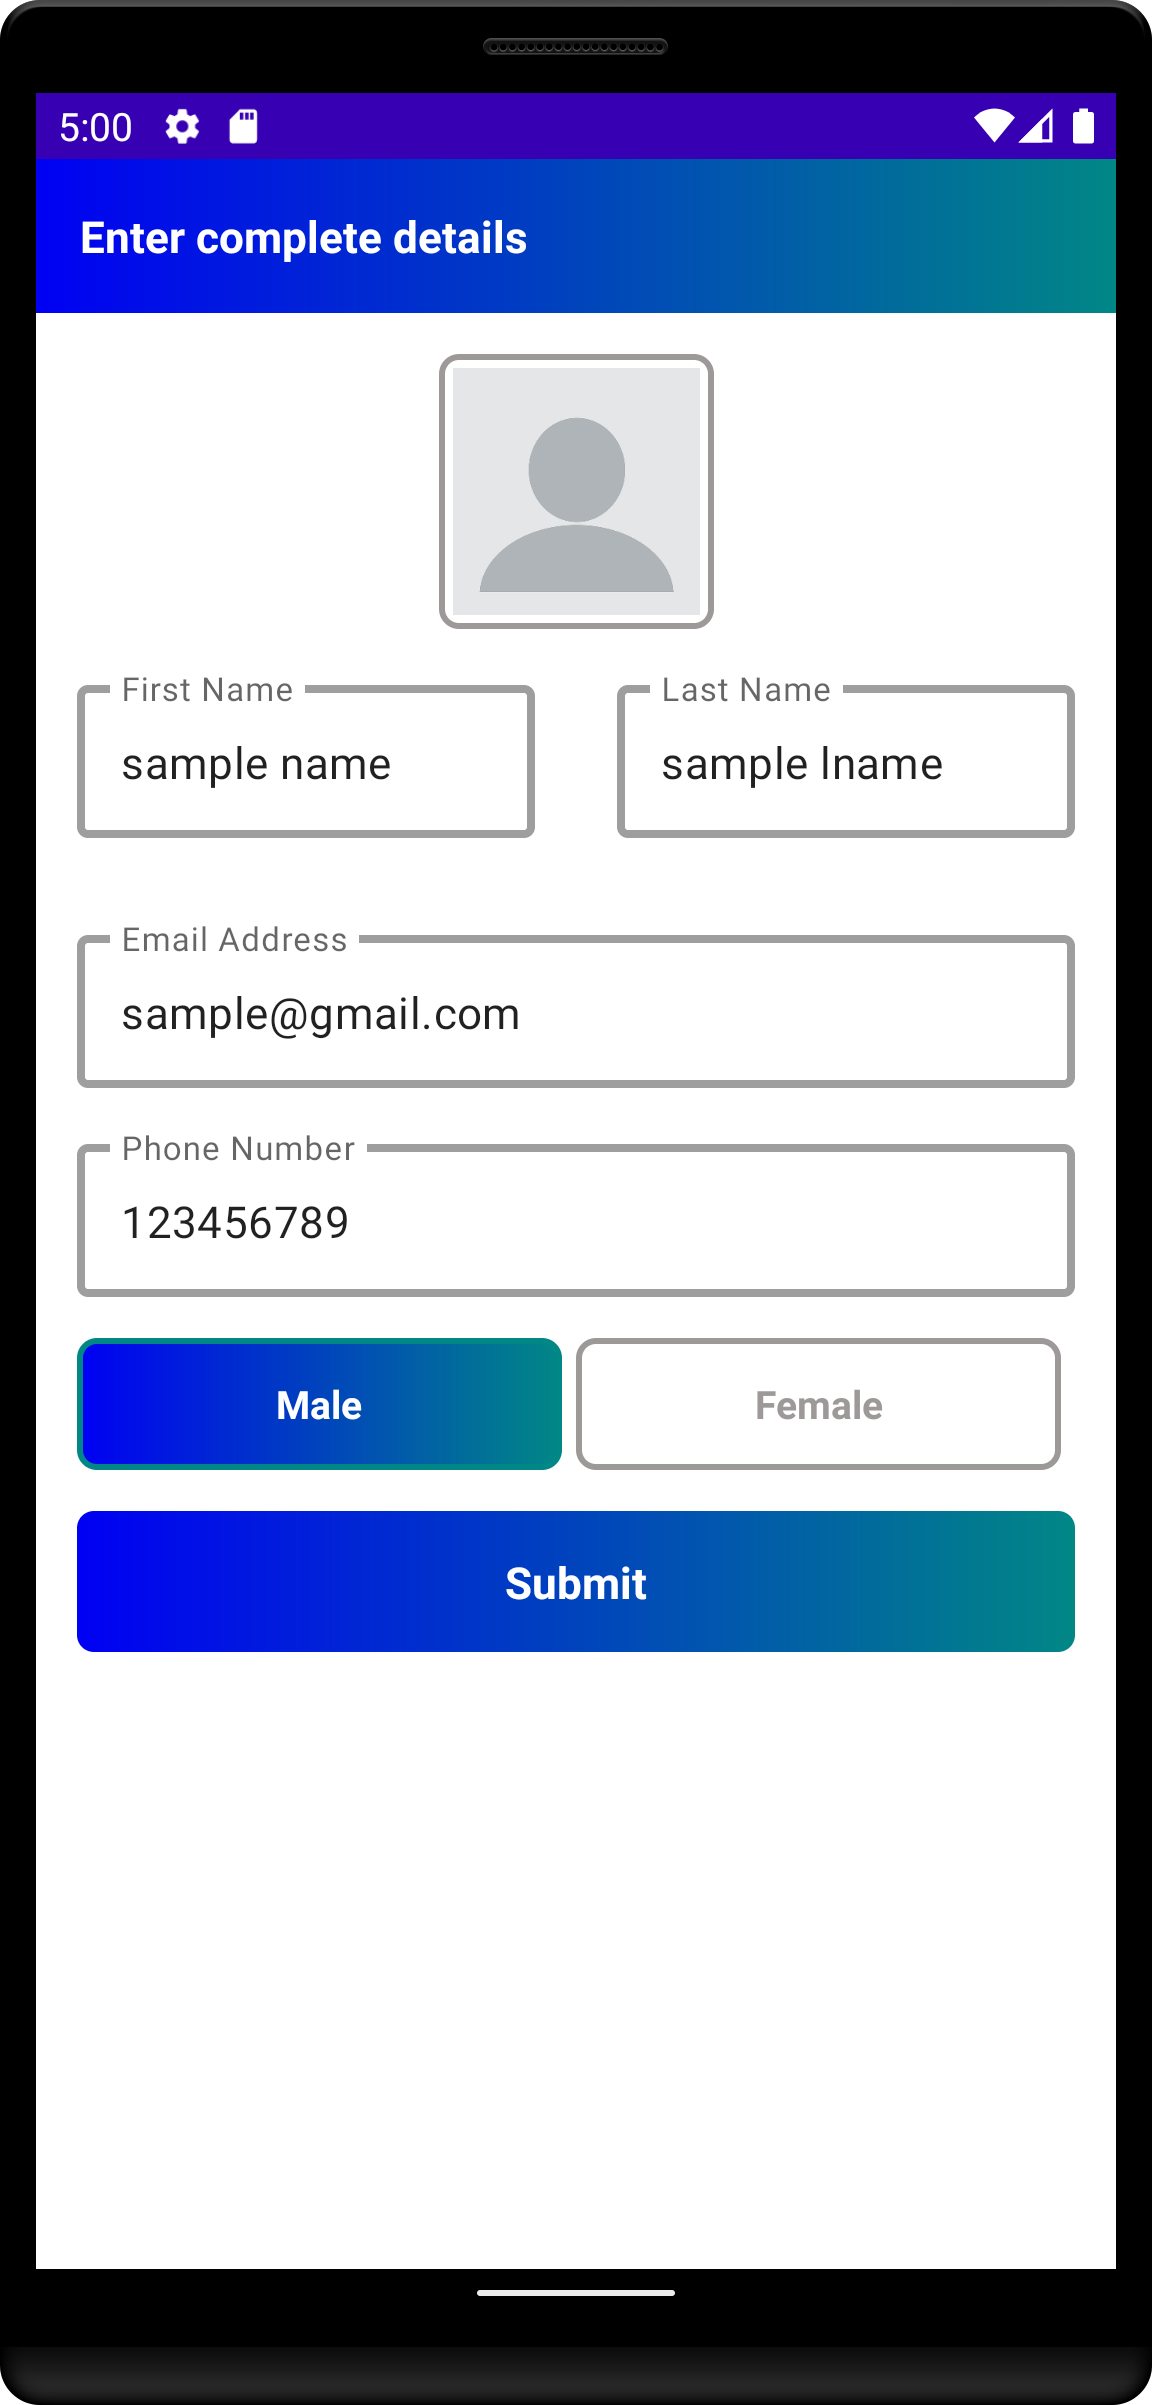 5:00
Enter complete details
First Name
Last Name
sample name
sample lname
Email Address
sample@gmail.com
Phone Number
123456789
Male
Female
Submit